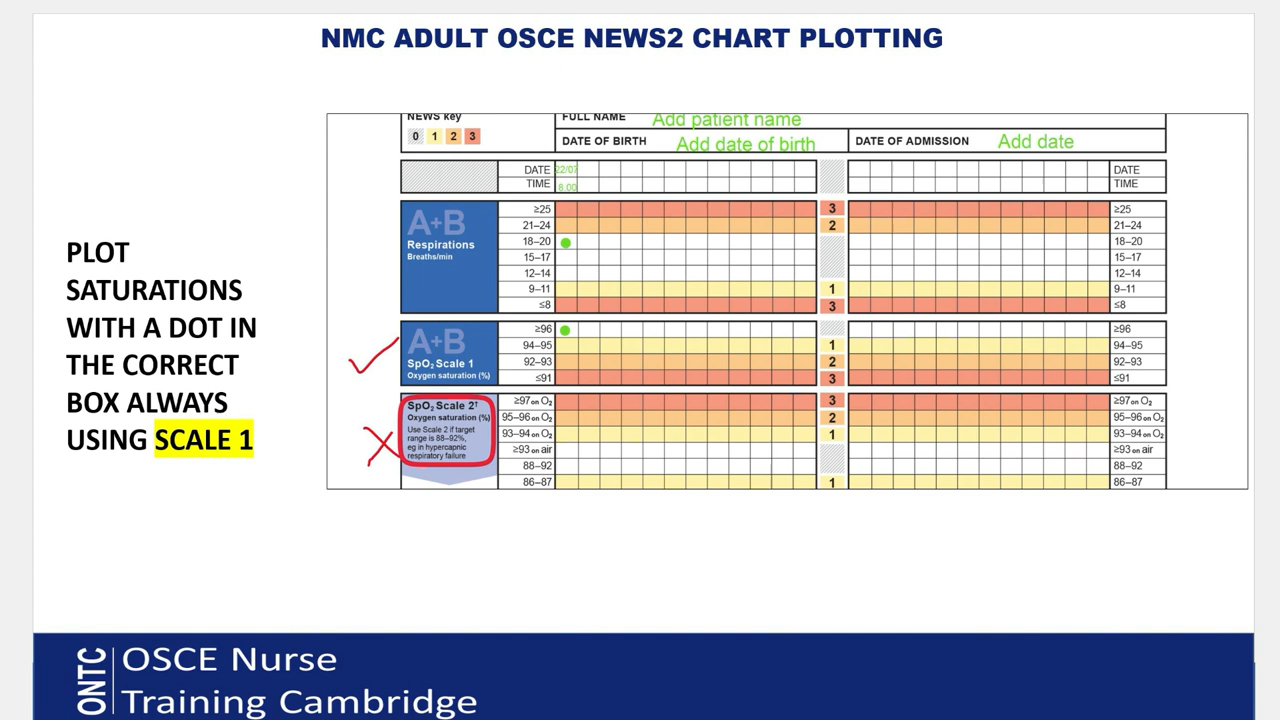 NMC ADULT OSCE NEWS2 CHART PLOTTING
PLOT
SATURATIONS
WITH A DOT IN
THE CORRECT
BOX ALWAYS
USING SCALE 1
NEWS key
0 1 2 3
FULL NAME Add patient name
DATE OF BIRTH Add date of birth DATE OF ADMISSION Add date
DATE 22/07 DATE
TIME 8.00 TIME
A+B
Respirations
Breaths/min
≥25 3 ≥25
21–24 2 21–24
18–20 18–20
15–17 15–17
12–14 12–14
9–11 1 9–11
≤8 3 ≤8
A+B
SpO₂ Scale 1
Oxygen saturation (%)
≥96 ≥96
94–95 1 94–95
92–93 2 92–93
≤91 3 ≤91
SpO₂ Scale 2†
Oxygen saturation (%)
Use Scale 2 if target
range is 88–92%,
eg in hypercapnic
respiratory failure
≥97 on O₂ 3 ≥97 on O₂
95–96 on O₂ 2 95–96 on O₂
93–94 on O₂ 1 93–94 on O₂
≥93 on air ≥93 on air
88–92 88–92
86–87 1 86–87
ONTC
OSCE Nurse
Training Cambridge